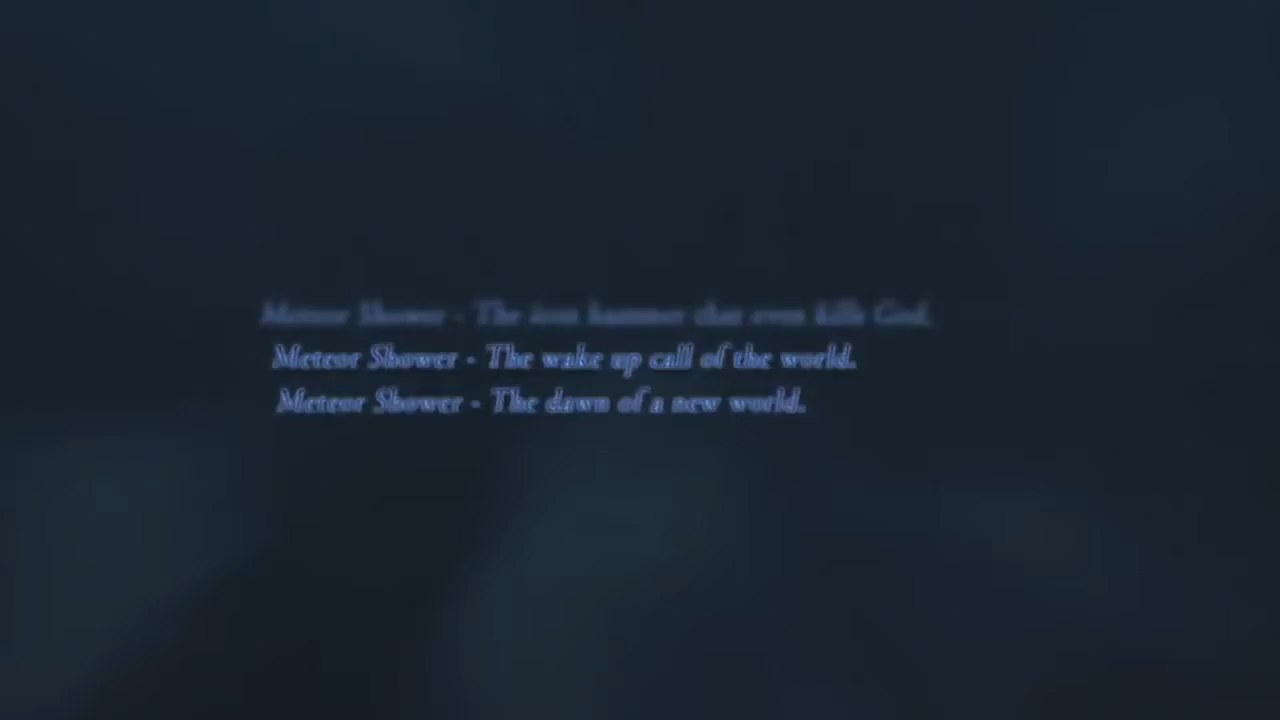 Meteor Shower - The iron hammer that even kills God.
Meteor Shower - The wake up call of the world.
Meteor Shower - The dawn of a new world.